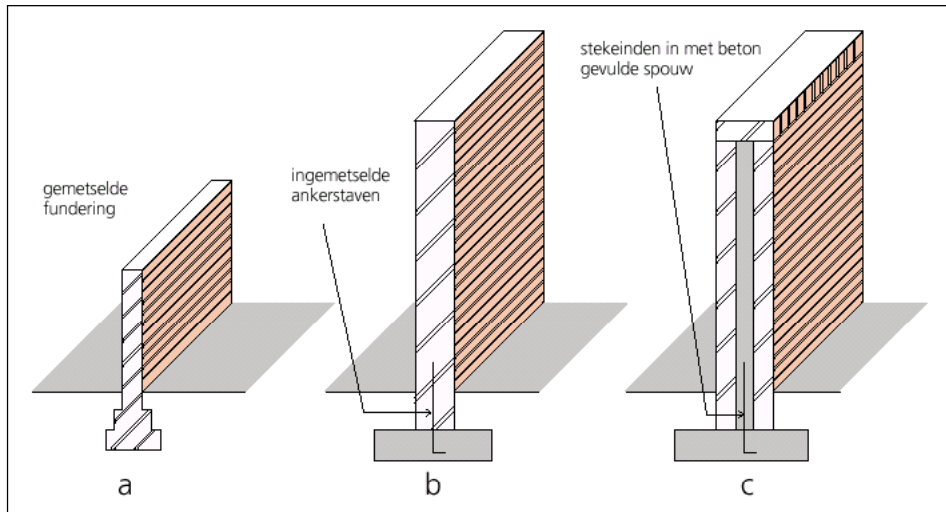 gemetselde
fundering
ingemetselde
ankerstaven
stekeinden in met beton
gevulde spouw
a
b
c